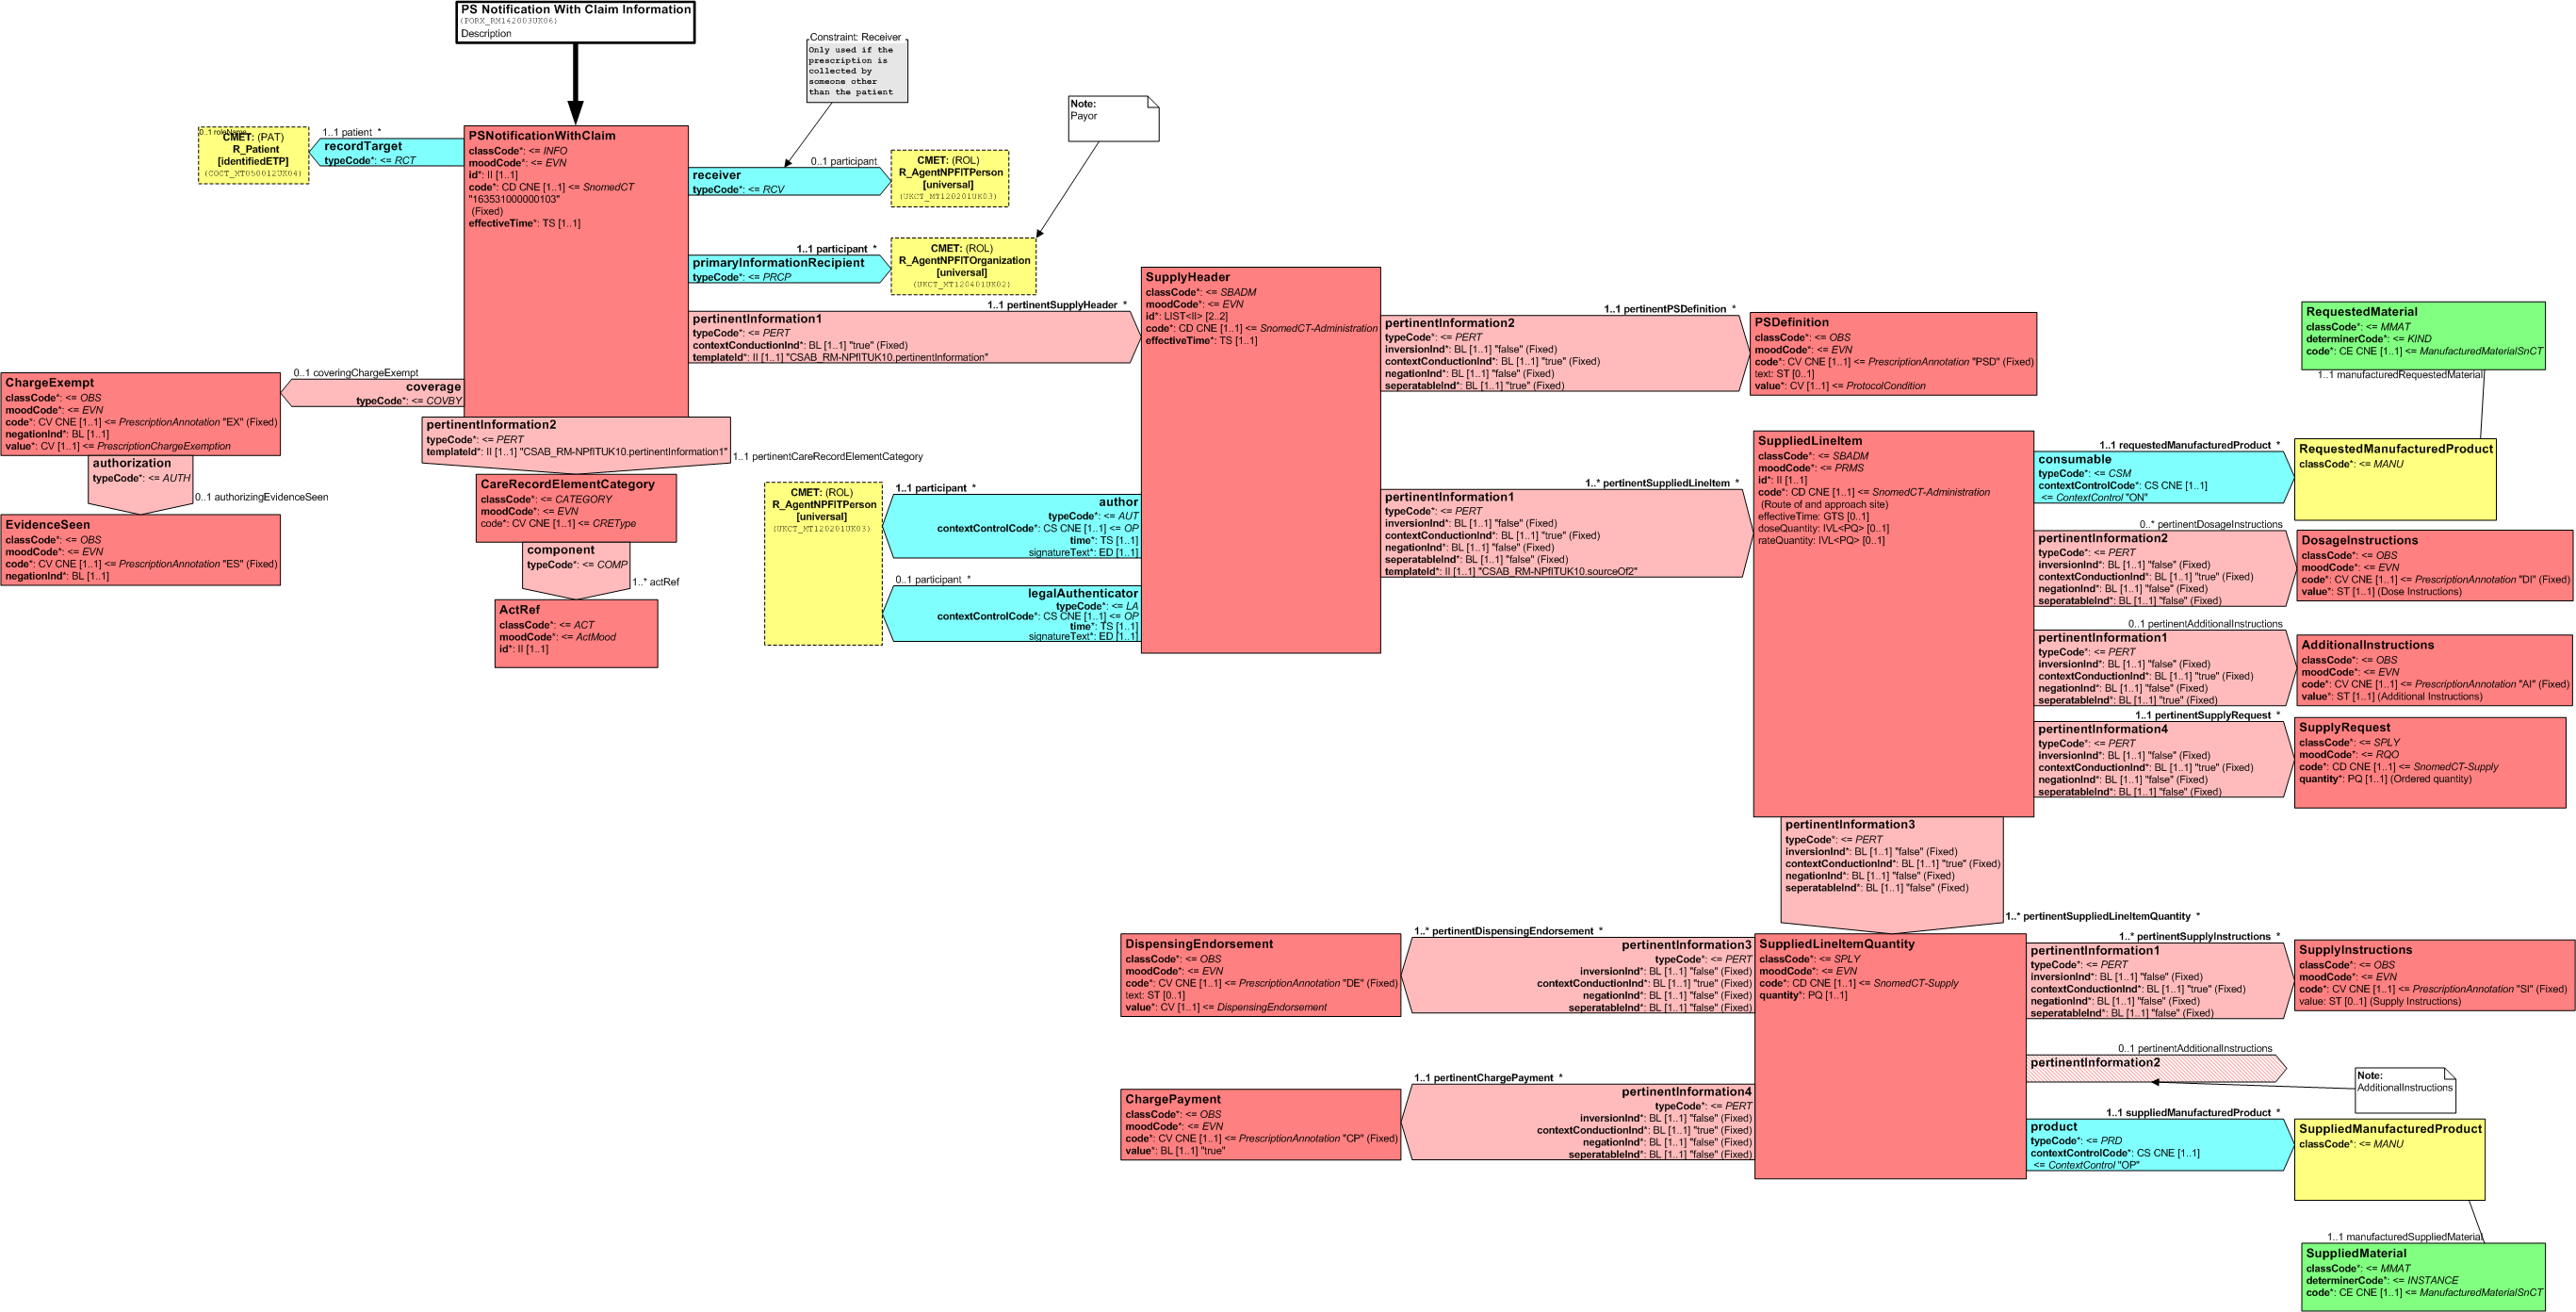 PS Notification With Claim Information
(PORX_RM142003UK06)
Description
Constraint: Receiver
Only used if the
prescription is
collected by
someone other
than the patient
Note:
Payor
0..1 roleName
CMET: (PAT)
R_Patient
[identifiedETP]
(COCT_MT050012UK04)
1..1 patient *
recordTarget
typeCode*: <= RCT
PSNotificationWithClaim
classCode*: <= INFO
moodCode*: <= EVN
id*: II [1..1]
code*: CD CNE [1..1] <= SnomedCT
"163531000000103"
(Fixed)
effectiveTime*: TS [1..1]
0..1 participant
receiver
typeCode*: <= RCV
CMET: (ROL)
R_AgentNPFITPerson
[universal]
(UKCT_MT120201UK03)
1..1 participant *
primaryInformationRecipient
typeCode*: <= PRCP
CMET: (ROL)
R_AgentNPFITOrganization
[universal]
(UKCT_MT120401UK02)
1..1 pertinentSupplyHeader *
pertinentInformation1
typeCode*: <= PERT
contextConductionInd*: BL [1..1] "true" (Fixed)
templateId*: II [1..1] "CSAB_RM-NPfITUK10.pertinentInformation"
0..1 coveringChargeExempt
coverage
typeCode*: <= COVBY
ChargeExempt
classCode*: <= OBS
moodCode*: <= EVN
code*: CV CNE [1..1] <= PrescriptionAnnotation "EX" (Fixed)
negationInd*: BL [1..1]
value*: CV [1..1] <= PrescriptionChargeExemption
authorization
typeCode*: <= AUTH
0..1 authorizingEvidenceSeen
EvidenceSeen
classCode*: <= OBS
moodCode*: <= EVN
code*: CV CNE [1..1] <= PrescriptionAnnotation "ES" (Fixed)
negationInd*: BL [1..1]
pertinentInformation2
typeCode*: <= PERT
templateId*: II [1..1] "CSAB_RM-NPfITUK10.pertinentInformation1"
1..1 pertinentCareRecordElementCategory
CareRecordElementCategory
classCode*: <= CATEGORY
moodCode*: <= EVN
code*: CV CNE [1..1] <= CREType
component
typeCode*: <= COMP
1..* actRef
ActRef
classCode*: <= ACT
moodCode*: <= ActMood
id*: II [1..1]
SupplyHeader
classCode*: <= SBADM
moodCode*: <= EVN
id*: LIST<II> [2..2]
code*: CD CNE [1..1] <= SnomedCT-Administration
effectiveTime*: TS [1..1]
CMET: (ROL)
R_AgentNPFITPerson
[universal]
(UKCT_MT120201UK03)
1..1 participant *
author
typeCode*: <= AUT
contextControlCode*: CS CNE [1..1] <= OP
time*: TS [1..1]
signatureText*: ED [1..1]
0..1 participant *
legalAuthenticator
typeCode*: <= LA
contextControlCode*: CS CNE [1..1] <= OP
time*: TS [1..1]
signatureText*: ED [1..1]
1..1 pertinentPSDefinition *
pertinentInformation2
typeCode*: <= PERT
inversionInd*: BL [1..1] "false" (Fixed)
contextConductionInd*: BL [1..1] "true" (Fixed)
negationInd*: BL [1..1] "false" (Fixed)
seperatableInd*: BL [1..1] "true" (Fixed)
PSDefinition
classCode*: <= OBS
moodCode*: <= EVN
code*: CV CNE [1..1] <= PrescriptionAnnotation "PSD" (Fixed)
text: ST [0..1]
value*: CV [1..1] <= ProtocolCondition
1..* pertinentSuppliedLineItem *
pertinentInformation1
typeCode*: <= PERT
inversionInd*: BL [1..1] "false" (Fixed)
contextConductionInd*: BL [1..1] "true" (Fixed)
negationInd*: BL [1..1] "false" (Fixed)
seperatableInd*: BL [1..1] "false" (Fixed)
templateId*: II [1..1] "CSAB_RM-NPfITUK10.sourceOf2"
SuppliedLineItem
classCode*: <= SBADM
moodCode*: <= PRMS
id*: II [1..1]
code*: CD CNE [1..1] <= SnomedCT-Administration
(Route of and approach site)
effectiveTime: GTS [0..1]
doseQuantity: IVL<PQ> [0..1]
rateQuantity: IVL<PQ> [0..1]
RequestedMaterial
classCode*: <= MMAT
determinerCode*: <= KIND
code*: CE CNE [1..1] <= ManufacturedMaterialSnCT
1..1 manufacturedRequestedMaterial
1..1 requestedManufacturedProduct *
consumable
typeCode*: <= CSM
contextControlCode*: CS CNE [1..1]
<= ContextControl "ON"
RequestedManufacturedProduct
classCode*: <= MANU
0..* pertinentDosageInstructions
pertinentInformation2
typeCode*: <= PERT
inversionInd*: BL [1..1] "false" (Fixed)
contextConductionInd*: BL [1..1] "true" (Fixed)
negationInd*: BL [1..1] "false" (Fixed)
seperatableInd*: BL [1..1] "false" (Fixed)
DosageInstructions
classCode*: <= OBS
moodCode*: <= EVN
code*: CV CNE [1..1] <= PrescriptionAnnotation "DI" (Fixed)
value*: ST [1..1] (Dose Instructions)
0..1 pertinentAdditionalInstructions
pertinentInformation1
typeCode*: <= PERT
inversionInd*: BL [1..1] "false" (Fixed)
contextConductionInd*: BL [1..1] "true" (Fixed)
negationInd*: BL [1..1] "false" (Fixed)
seperatableInd*: BL [1..1] "true" (Fixed)
AdditionalInstructions
classCode*: <= OBS
moodCode*: <= EVN
code*: CV CNE [1..1] <= PrescriptionAnnotation "AI" (Fixed)
value*: ST [1..1] (Additional Instructions)
1..1 pertinentSupplyRequest *
pertinentInformation4
typeCode*: <= PERT
inversionInd*: BL [1..1] "false" (Fixed)
contextConductionInd*: BL [1..1] "true" (Fixed)
negationInd*: BL [1..1] "false" (Fixed)
seperatableInd*: BL [1..1] "false" (Fixed)
SupplyRequest
classCode*: <= SPLY
moodCode*: <= RQO
code*: CD CNE [1..1] <= SnomedCT-Supply
quantity*: PQ [1..1] (Ordered quantity)
pertinentInformation3
typeCode*: <= PERT
inversionInd*: BL [1..1] "false" (Fixed)
contextConductionInd*: BL [1..1] "true" (Fixed)
negationInd*: BL [1..1] "false" (Fixed)
seperatableInd*: BL [1..1] "false" (Fixed)
1..* pertinentSuppliedLineItemQuantity *
DispensingEndorsement
classCode*: <= OBS
moodCode*: <= EVN
code*: CV CNE [1..1] <= PrescriptionAnnotation "DE" (Fixed)
text: ST [0..1]
value*: CV [1..1] <= DispensingEndorsement
1..* pertinentDispensingEndorsement *
pertinentInformation3
typeCode*: <= PERT
inversionInd*: BL [1..1] "false" (Fixed)
contextConductionInd*: BL [1..1] "true" (Fixed)
negationInd*: BL [1..1] "false" (Fixed)
seperatableInd*: BL [1..1] "false" (Fixed)
SuppliedLineItemQuantity
classCode*: <= SPLY
moodCode*: <= EVN
code*: CD CNE [1..1] <= SnomedCT-Supply
quantity*: PQ [1..1]
1..* pertinentSupplyInstructions *
pertinentInformation1
typeCode*: <= PERT
inversionInd*: BL [1..1] "false" (Fixed)
contextConductionInd*: BL [1..1] "true" (Fixed)
negationInd*: BL [1..1] "false" (Fixed)
seperatableInd*: BL [1..1] "false" (Fixed)
SupplyInstructions
classCode*: <= OBS
moodCode*: <= EVN
code*: CV CNE [1..1] <= PrescriptionAnnotation "SI" (Fixed)
value: ST [0..1] (Supply Instructions)
0..1 pertinentAdditionalInstructions
pertinentInformation2
Note:
AdditionalInstructions
ChargePayment
classCode*: <= OBS
moodCode*: <= EVN
code*: CV CNE [1..1] <= PrescriptionAnnotation "CP" (Fixed)
value*: BL [1..1] "true"
1..1 pertinentChargePayment *
pertinentInformation4
typeCode*: <= PERT
inversionInd*: BL [1..1] "false" (Fixed)
contextConductionInd*: BL [1..1] "true" (Fixed)
negationInd*: BL [1..1] "false" (Fixed)
seperatableInd*: BL [1..1] "false" (Fixed)
1..1 suppliedManufacturedProduct *
product
typeCode*: <= PRD
contextControlCode*: CS CNE [1..1]
<= ContextControl "OP"
SuppliedManufacturedProduct
classCode*: <= MANU
1..1 manufacturedSuppliedMaterial
SuppliedMaterial
classCode*: <= MMAT
determinerCode*: <= INSTANCE
code*: CE CNE [1..1] <= ManufacturedMaterialSnCT